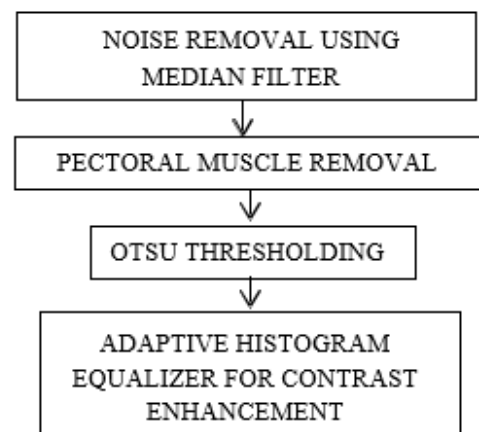 NOISE REMOVAL USING
MEDIAN FILTER
PECTORAL MUSCLE REMOVAL
OTSU THRESHOLDING
ADAPTIVE HISTOGRAM
EQUALIZER FOR CONTRAST
ENHANCEMENT